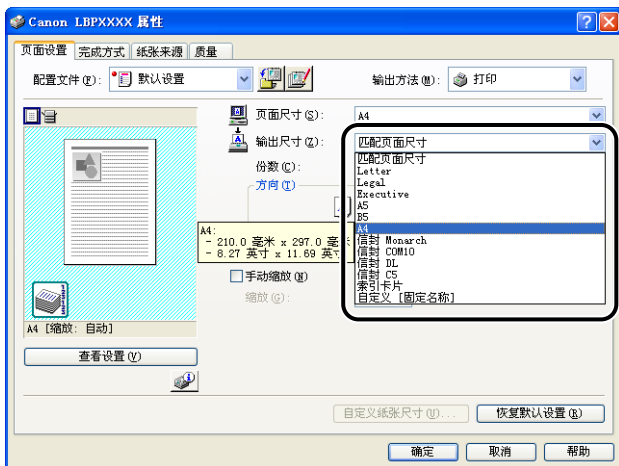 Canon LBPXXXX 属性
页面设置 完成方式 纸张来源 质量
配置文件(F): 默认设置 输出方法(M): 打印
页面尺寸(S): A4
输出尺寸(Z): 匹配页面尺寸
份数(C):
方向(T)
匹配页面尺寸
Letter
Legal
Executive
A5
B5
A4
信封 Monarch
信封 COM10
信封 DL
信封 C5
索引卡片
自定义 [固定名称]
A4:
- 210.0 毫米 x 297.0 毫米
- 8.27 英寸 x 11.69 英寸
手动缩放(N)
缩放(G):
A4 [缩放: 自动]
查看设置(V)
自定义纸张尺寸(U)... 恢复默认设置(R)
确定 取消 帮助